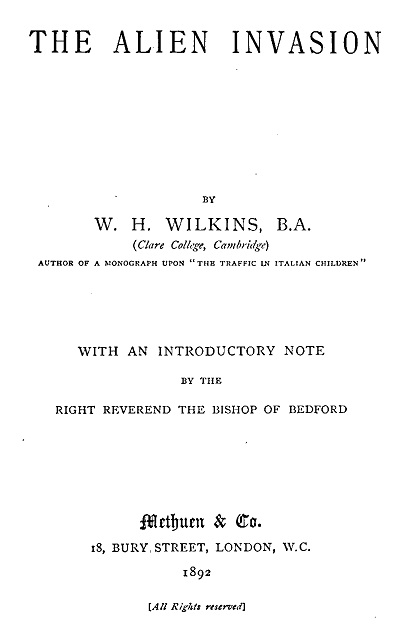 THE ALIEN INVASION
BY
W. H. WILKINS, B.A.
(Clare College, Cambridge)
AUTHOR OF A MONOGRAPH UPON "THE TRAFFIC IN ITALIAN CHILDREN"
WITH AN INTRODUCTORY NOTE
BY THE
RIGHT REVEREND THE BISHOP OF BEDFORD
Methuen & Co.
18, BURY STREET, LONDON, W.C.
1892
[All Rights reserved]